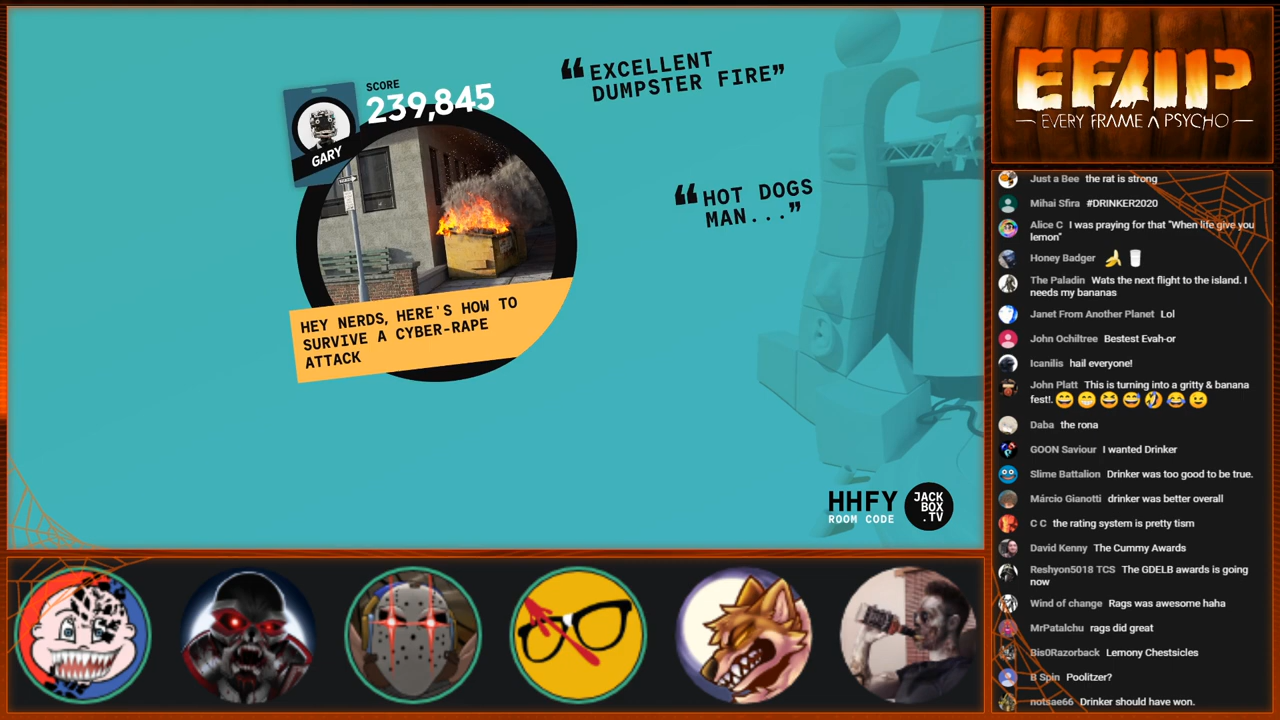 SCORE
239,845
GARY
“EXCELLENT
DUMPSTER FIRE”
“HOT DOGS
MAN...”
HEY NERDS, HERE'S HOW TO
SURVIVE A CYBER-RAPE
ATTACK
HHFY
ROOM CODE
JACK
BOX
.TV
EFAP
EVERY FRAME A PSYCHO
Just a Bee the rat is strong
Mihai Sfira #DRINKER2020
Alice C I was praying for that "When life give you
lemon"
Honey Badger 🍌 🥛
The Paladin Wats the next flight to the island. I
needs my bananas
Janet From Another Planet Lol
John Ochiltree Bestest Evah-or
Icanilis hail everyone!
John Platt This is turning into a gritty & banana
fest!. 😄😁😆😅🤣😂😉
Daba the rona
GOON Saviour I wanted Drinker
Slime Battalion Drinker was too good to be true.
Márcio Gianotti drinker was better overall
C C the rating system is pretty tism
David Kenny The Cummy Awards
Reshyon5018 TCS The GDELB awards is going
now
Wind of change Rags was awesome haha
MrPatalchu rags did great
Bis0Razorback Lemony Chestsicles
B Spin Poolitzer?
notsae66 Drinker should have won.